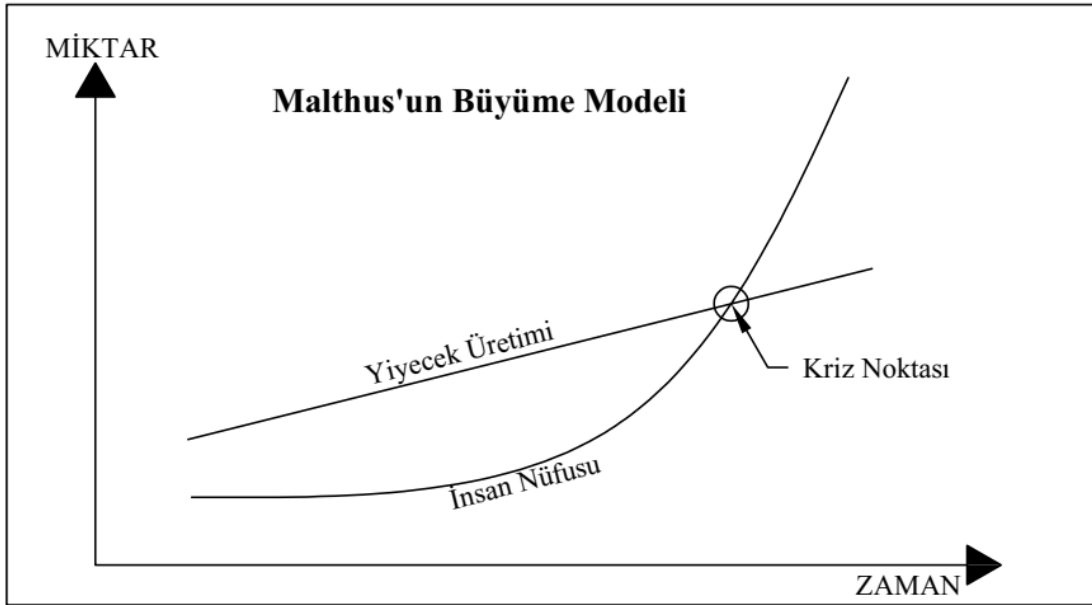 MİKTAR
Malthus'un Büyüme Modeli
Yiyecek Üretimi
Kriz Noktası
İnsan Nüfusu
ZAMAN